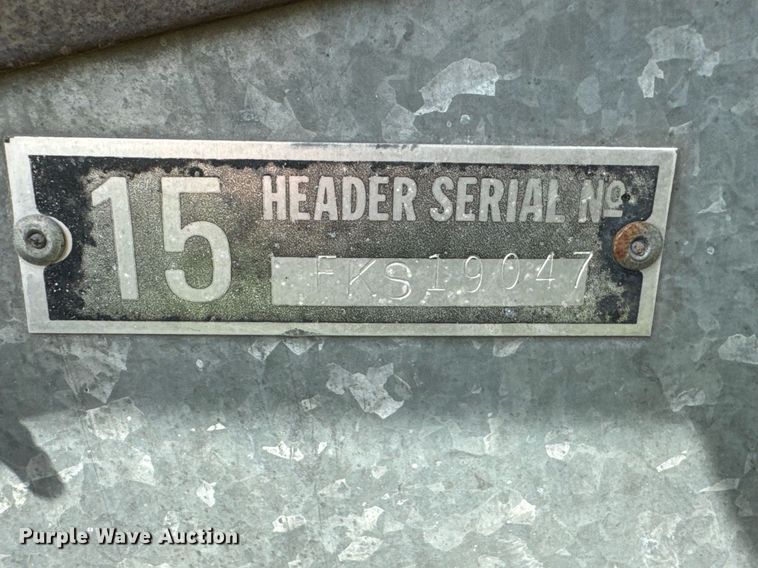 15
HEADER SERIAL Nº
FKS19047
Purple Wave Auction